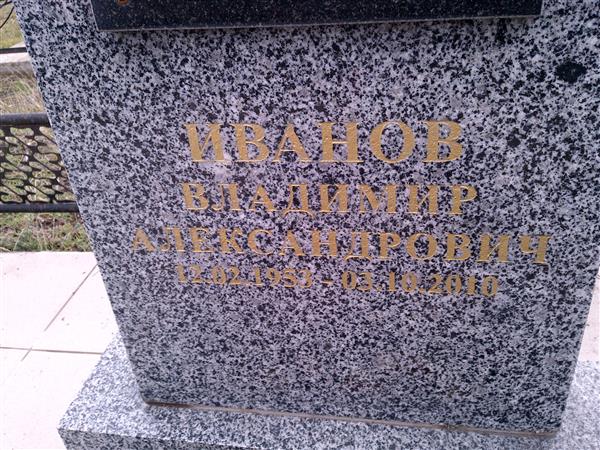 ИВАНОВ
ВЛАДИМИР
АЛЕКСАНДРОВИЧ
12.02.1953 - 03.10.2010